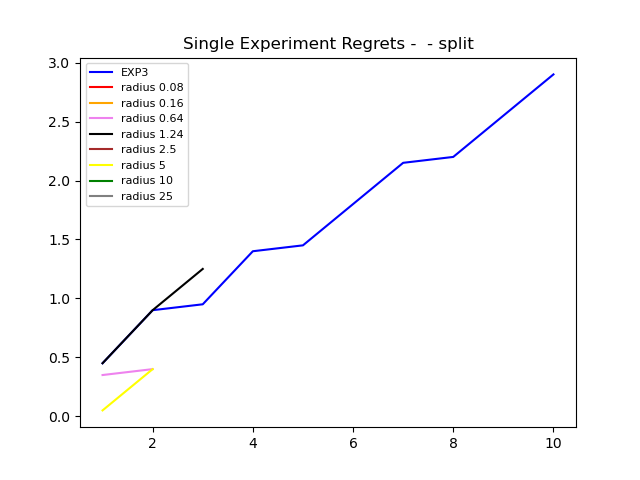 Single Experiment Regrets -  - split
3.0
2.5
2.0
1.5
1.0
0.5
0.0
EXP3
radius 0.08
radius 0.16
radius 0.64
radius 1.24
radius 2.5
radius 5
radius 10
radius 25
2
4
6
8
10